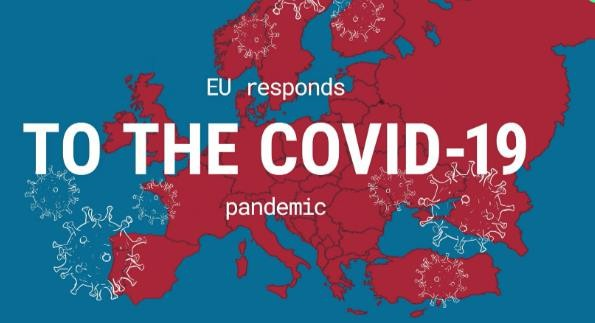 EU responds
TO THE COVID-19
pandemic